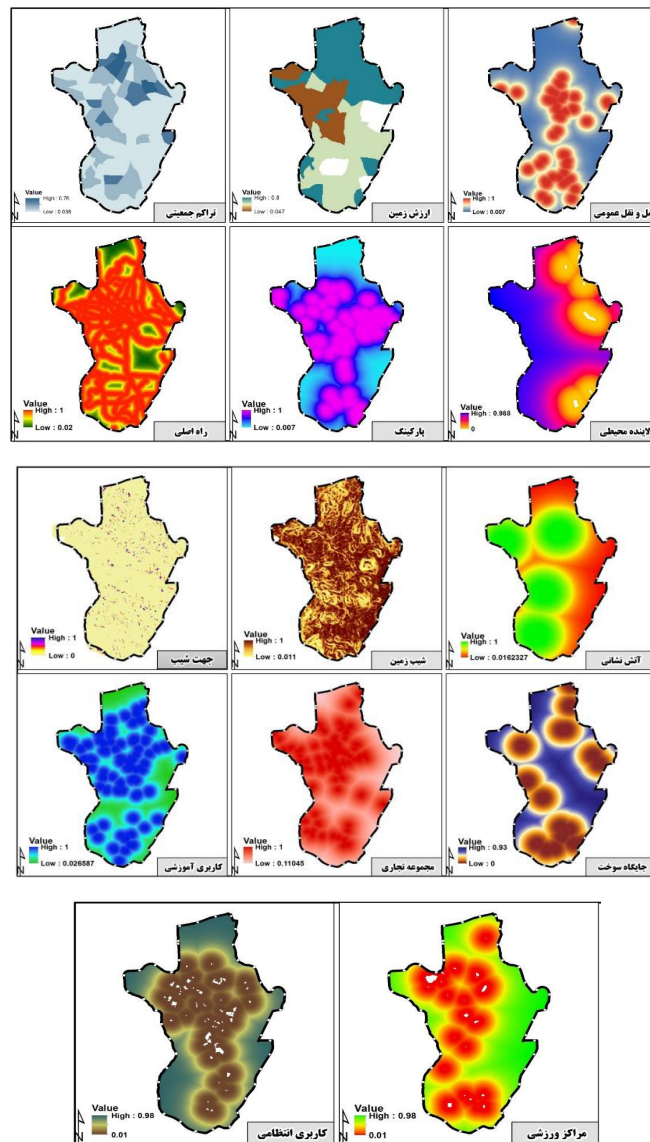 Value
High : 0.76
Low : 0.038
N
تراکم جمعیتی
Value
High : 0.8
Low : 0.047
N
ارزش زمین
Value
High : 1
Low : 0.007
N
مل و نقل عمومی
Value
High : 1
Low : 0.02
N
راه اصلی
Value
High : 1
Low : 0.007
N
پارکینگ
Value
High : 0.988
0
N
لاینده محیطی
Value
High : 1
Low : 0
N
جهت شیب
Value
High : 1
Low : 0.011
N
شیب زمین
Value
High : 1
Low : 0.0162327
N
آتش نشانی
Value
High : 1
Low : 0.026587
N
کاربری آموزشی
Value
High : 1
Low : 0.11045
N
مجموعه تجاری
Value
High : 0.93
Low : 0
N
جایگاه سوخت
Value
High : 0.98
0.01
N
کاربری انتظامی
Value
High : 0.98
0.01
N
مراکز ورزشی